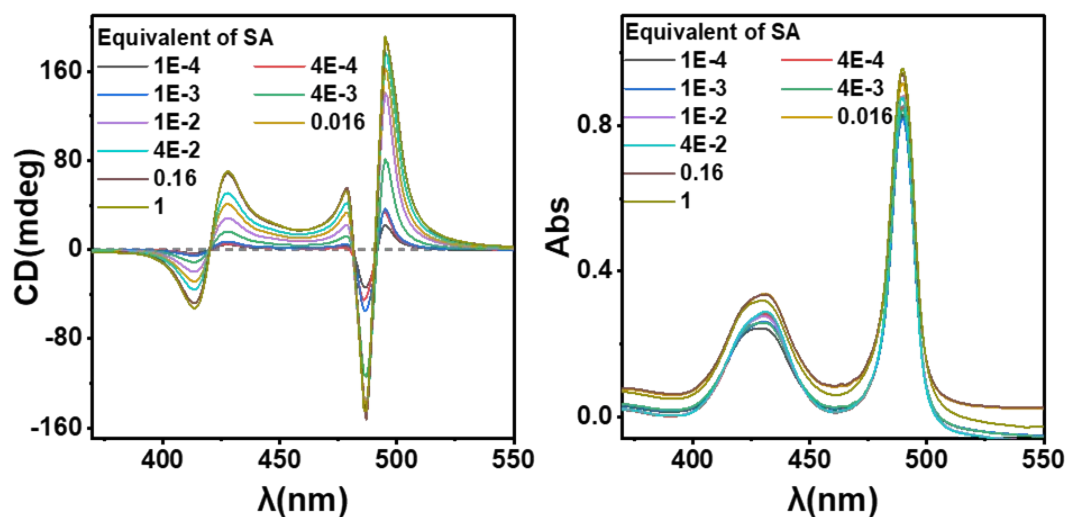 Equivalent of SA
1E-4 4E-4
1E-3 4E-3
1E-2 0.016
4E-2
0.16
1
CD(mdeg)
160
80
0
-80
-160
400 450 500 550
λ(nm)
Equivalent of SA
1E-4 4E-4
1E-3 4E-3
1E-2 0.016
4E-2
0.16
1
Abs
0.8
0.4
0.0
400 450 500 550
λ(nm)